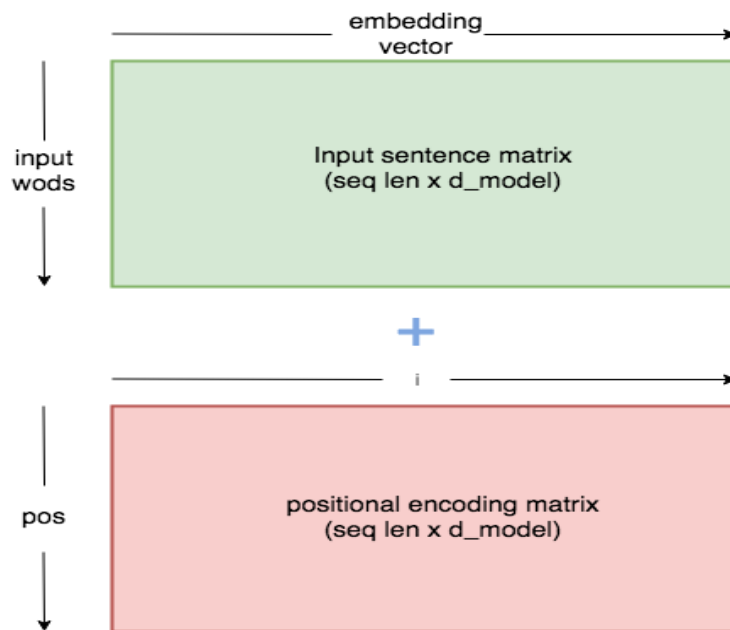 embedding
vector
input
wods
Input sentence matrix
(seq len x d_model)
+
i
pos
positional encoding matrix
(seq len x d_model)